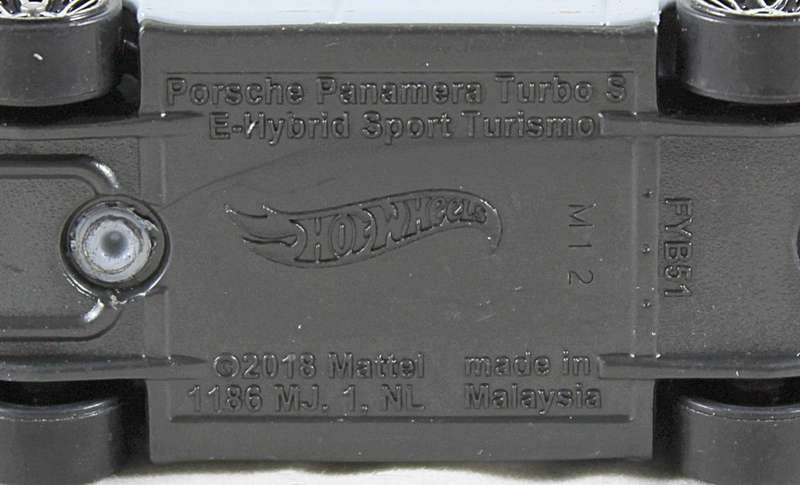 Porsche Panamera Turbo S
E-Hybrid Sport Turismo
HOT WHEELS
M12
FYB51
©2018 Mattel made in
1186 MJ. 1. NL Malaysia